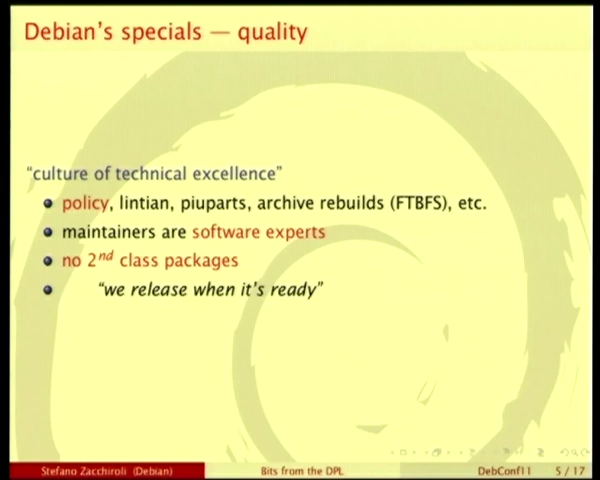 Debian's specials — quality
“culture of technical excellence”
policy, lintian, piuparts, archive rebuilds (FTBFS), etc.
maintainers are software experts
no 2nd class packages
“we release when it's ready”
Stefano Zacchiroli (Debian) Bits from the DPL DebConf11 5 / 17